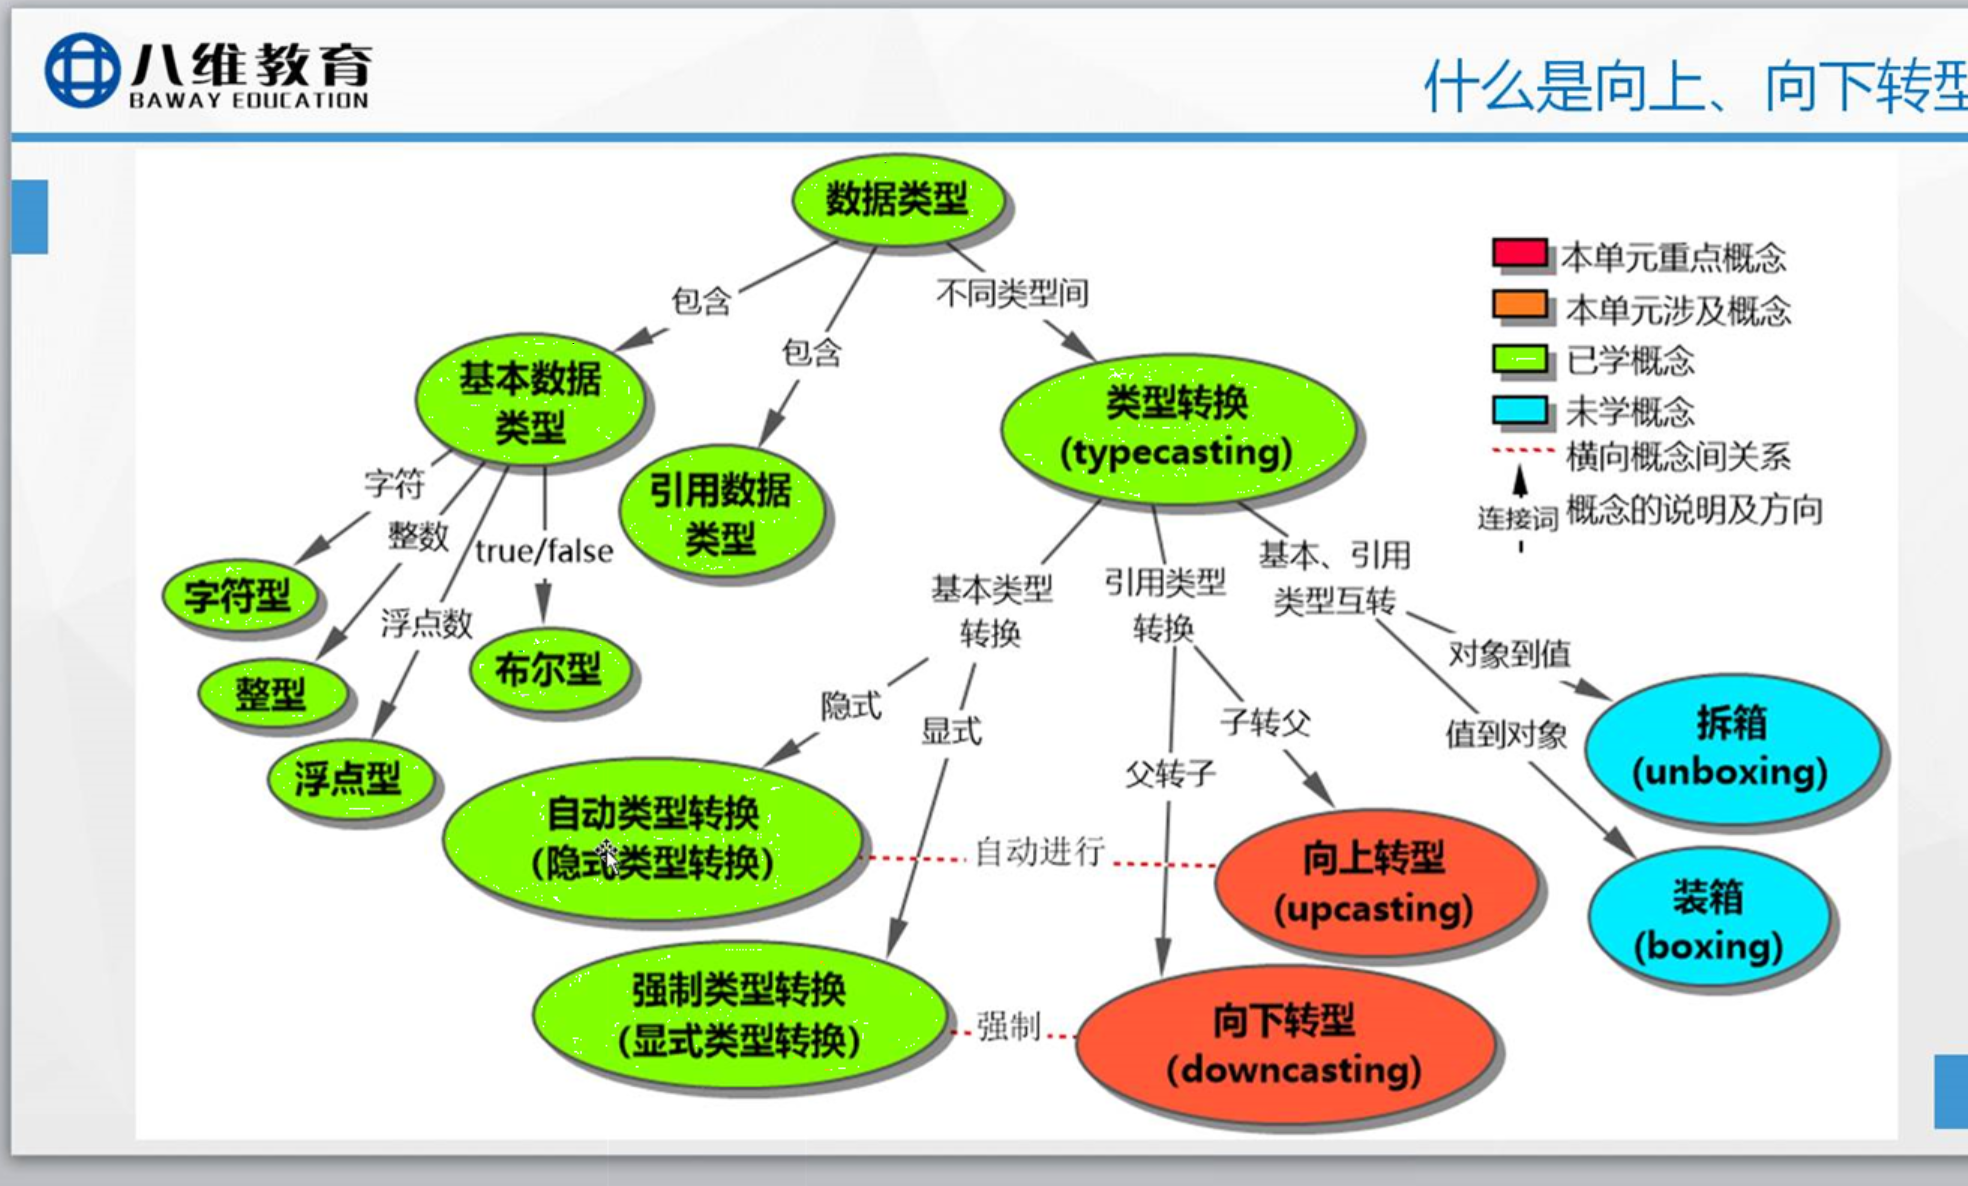 八维教育
BAWAY EDUCATION
什么是向上、向下转型
数据类型
包含
包含
不同类型间
本单元重点概念
本单元涉及概念
已学概念
未学概念
横向概念间关系
连接词
概念的说明及方向
基本数据
类型
引用数据
类型
类型转换
(typecasting)
字符
整数
浮点数
true/false
字符型
整型
浮点型
布尔型
基本类型
转换
引用类型
转换
基本、引用
类型互转
隐式
显式
父转子
子转父
对象到值
值到对象
拆箱
(unboxing)
装箱
(boxing)
自动类型转换
(隐式类型转换)
自动进行
向上转型
(upcasting)
强制类型转换
(显式类型转换)
强制
向下转型
(downcasting)